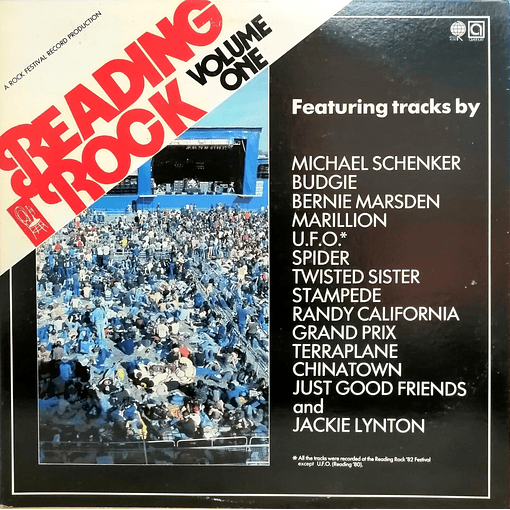 A ROCK FESTIVAL RECORD PRODUCTION
READING
ROCK
VOLUME
ONE
Featuring tracks by
MICHAEL SCHENKER
BUDGIE
BERNIE MARSDEN
MARILLION
U.F.O.*
SPIDER
TWISTED SISTER
STAMPEDE
RANDY CALIFORNIA
GRAND PRIX
TERRAPLANE
CHINATOWN
JUST GOOD FRIENDS
and
JACKIE LYNTON
* All the tracks were recorded at the Reading Rock '82 Festival
except U.F.O. (Reading '80).